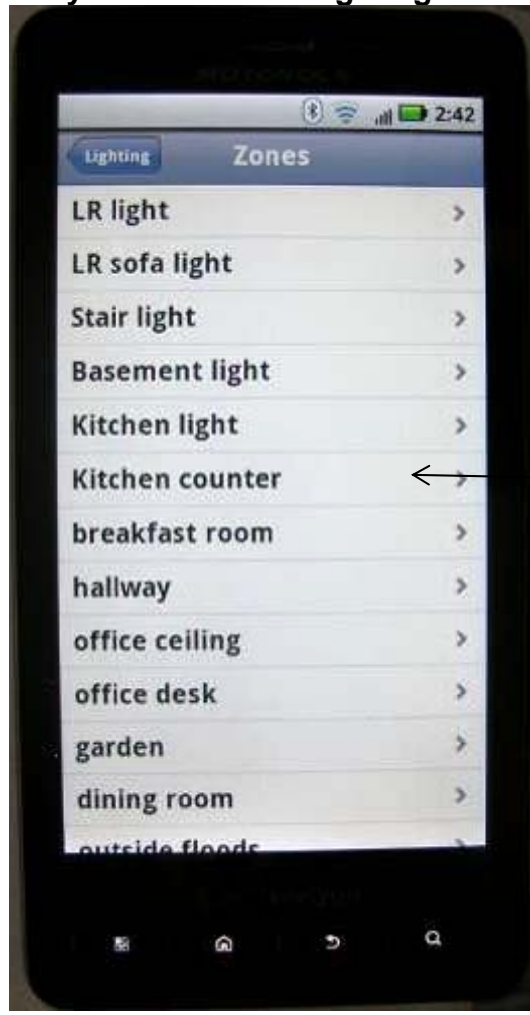 MOTOROLA
2:42
Lighting Zones
LR light
LR sofa light
Stair light
Basement light
Kitchen light
Kitchen counter
breakfast room
hallway
office ceiling
office desk
garden
dining room
outside floods